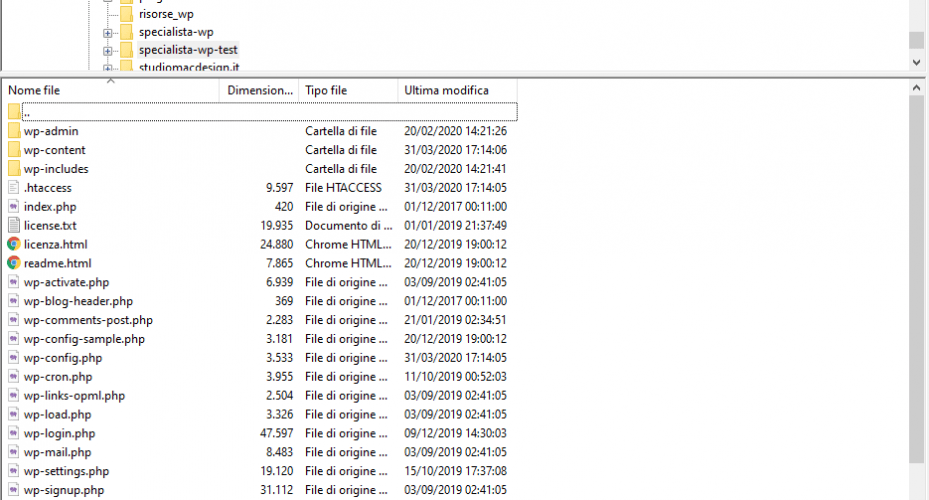 risorse_wp
specialista-wp
specialista-wp-test
studiomacdesign.it
Nome file Dimension... Tipo file Ultima modifica
..
wp-admin Cartella di file 20/02/2020 14:21:26
wp-content Cartella di file 31/03/2020 17:14:06
wp-includes Cartella di file 20/02/2020 14:21:41
.htaccess 9.597 File HTACCESS 31/03/2020 17:14:05
index.php 420 File di origine ... 01/12/2017 00:11:00
license.txt 19.935 Documento di ... 01/01/2019 21:37:49
licenza.html 24.880 Chrome HTML... 20/12/2019 19:00:12
readme.html 7.865 Chrome HTML... 20/12/2019 19:00:12
wp-activate.php 6.939 File di origine ... 03/09/2019 02:41:05
wp-blog-header.php 369 File di origine ... 01/12/2017 00:11:00
wp-comments-post.php 2.283 File di origine ... 21/01/2019 02:34:51
wp-config-sample.php 3.181 File di origine ... 20/12/2019 19:00:12
wp-config.php 3.533 File di origine ... 31/03/2020 17:14:05
wp-cron.php 3.955 File di origine ... 11/10/2019 00:52:03
wp-links-opml.php 2.504 File di origine ... 03/09/2019 02:41:05
wp-load.php 3.326 File di origine ... 03/09/2019 02:41:05
wp-login.php 47.597 File di origine ... 09/12/2019 14:30:03
wp-mail.php 8.483 File di origine ... 03/09/2019 02:41:05
wp-settings.php 19.120 File di origine ... 15/10/2019 17:37:08
wp-signup.php 31.112 File di origine ... 03/09/2019 02:41:05